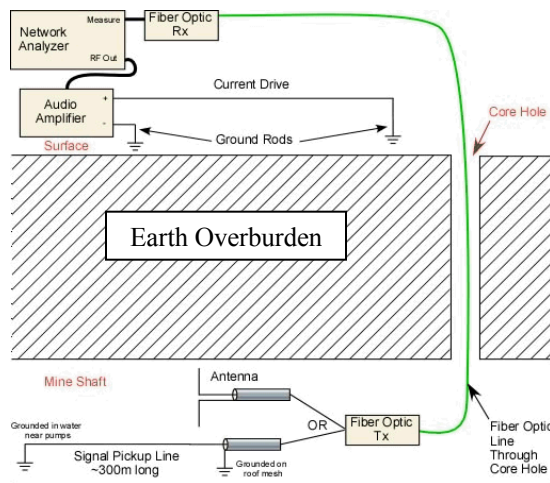 Network
Analyzer
Measure
RF Out
Fiber Optic
Rx
Audio
Amplifier
+
-
Current Drive
Ground Rods
Core Hole
Surface
Earth Overburden
Mine Shaft
Antenna
Grounded in water
near pumps
Signal Pickup Line
~300m long
Grounded on
roof mesh
OR
Fiber Optic
Tx
Fiber Optic
Line
Through
Core Hole